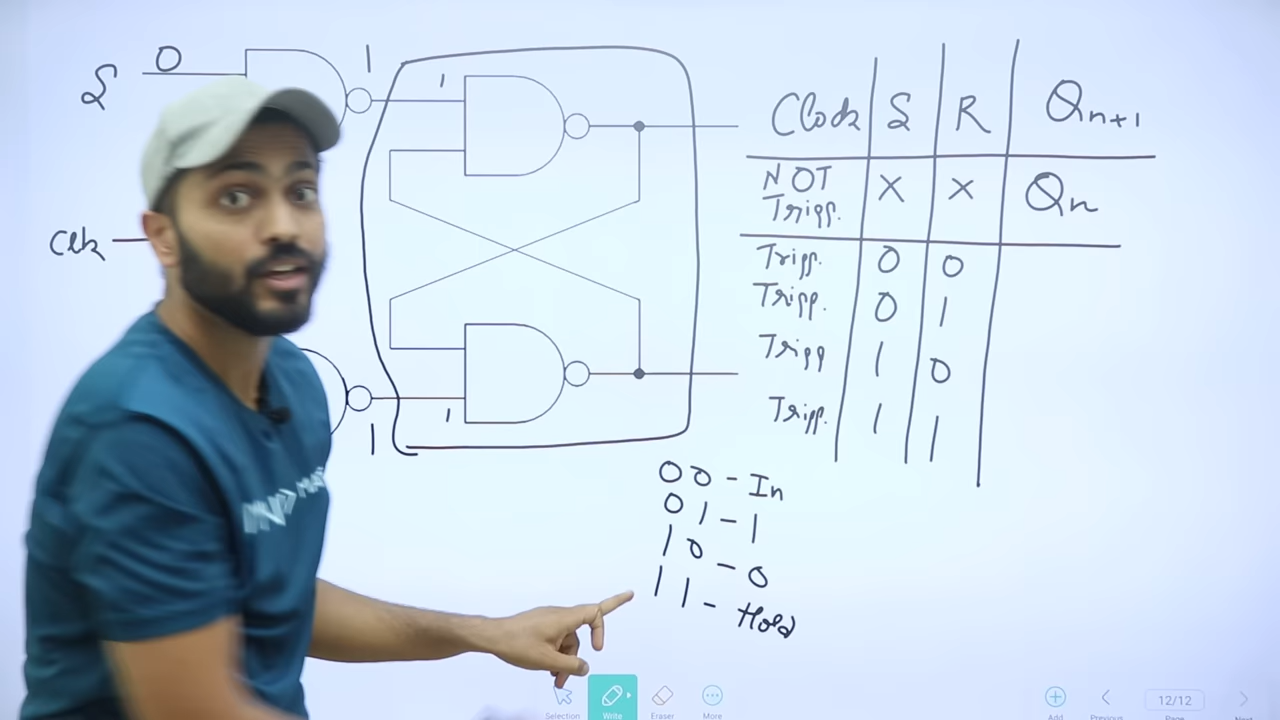 S 0 1
1
Clk
1
1
Clock S R Qn+1
NOT Trigg. X X Qn
Trigg. 0 0
Trigg. 0 1
Trigg 1 0
Trigg. 1 1
00 - In
01 - 1
10 - 0
11 - Hold
Selection
Write
Eraser
More
Add
Previous
12/12
Page
Next